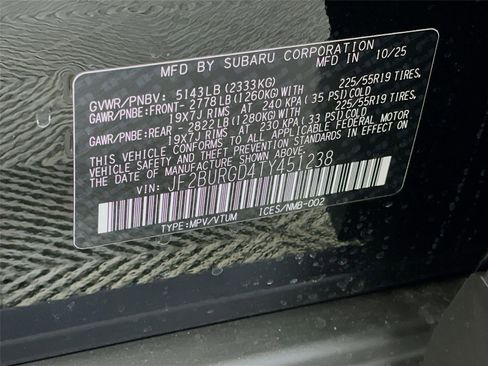 MFD BY SUBARU CORPORATION
MFD IN 10/25
GVWR/PNBV: 5143LB(2333KG)
GAWR/PNBE:FRONT- 2778LB(1260KG)WITH 225/55R19 TIRES,
19X7J RIMS AT 240 KPA(35 PSI)COLD
GAWR/PNBE:REAR - 2822LB(1280KG)WITH 225/55R19 TIRES,
19X7J RIMS AT 230 KPA(33 PSI)COLD
THIS VEHICLE CONFORMS TO ALL APPLICABLE FEDERAL MOTOR
VEHICLE SAFETY AND THEFT PREVENTION STANDARDS IN EFFECT ON
THE DATE OF MANUFACTURE SHOWN ABOVE.
VIN: JF2BURGD4TY451238
TYPE:MPV/VTUM ICES/NMB-002